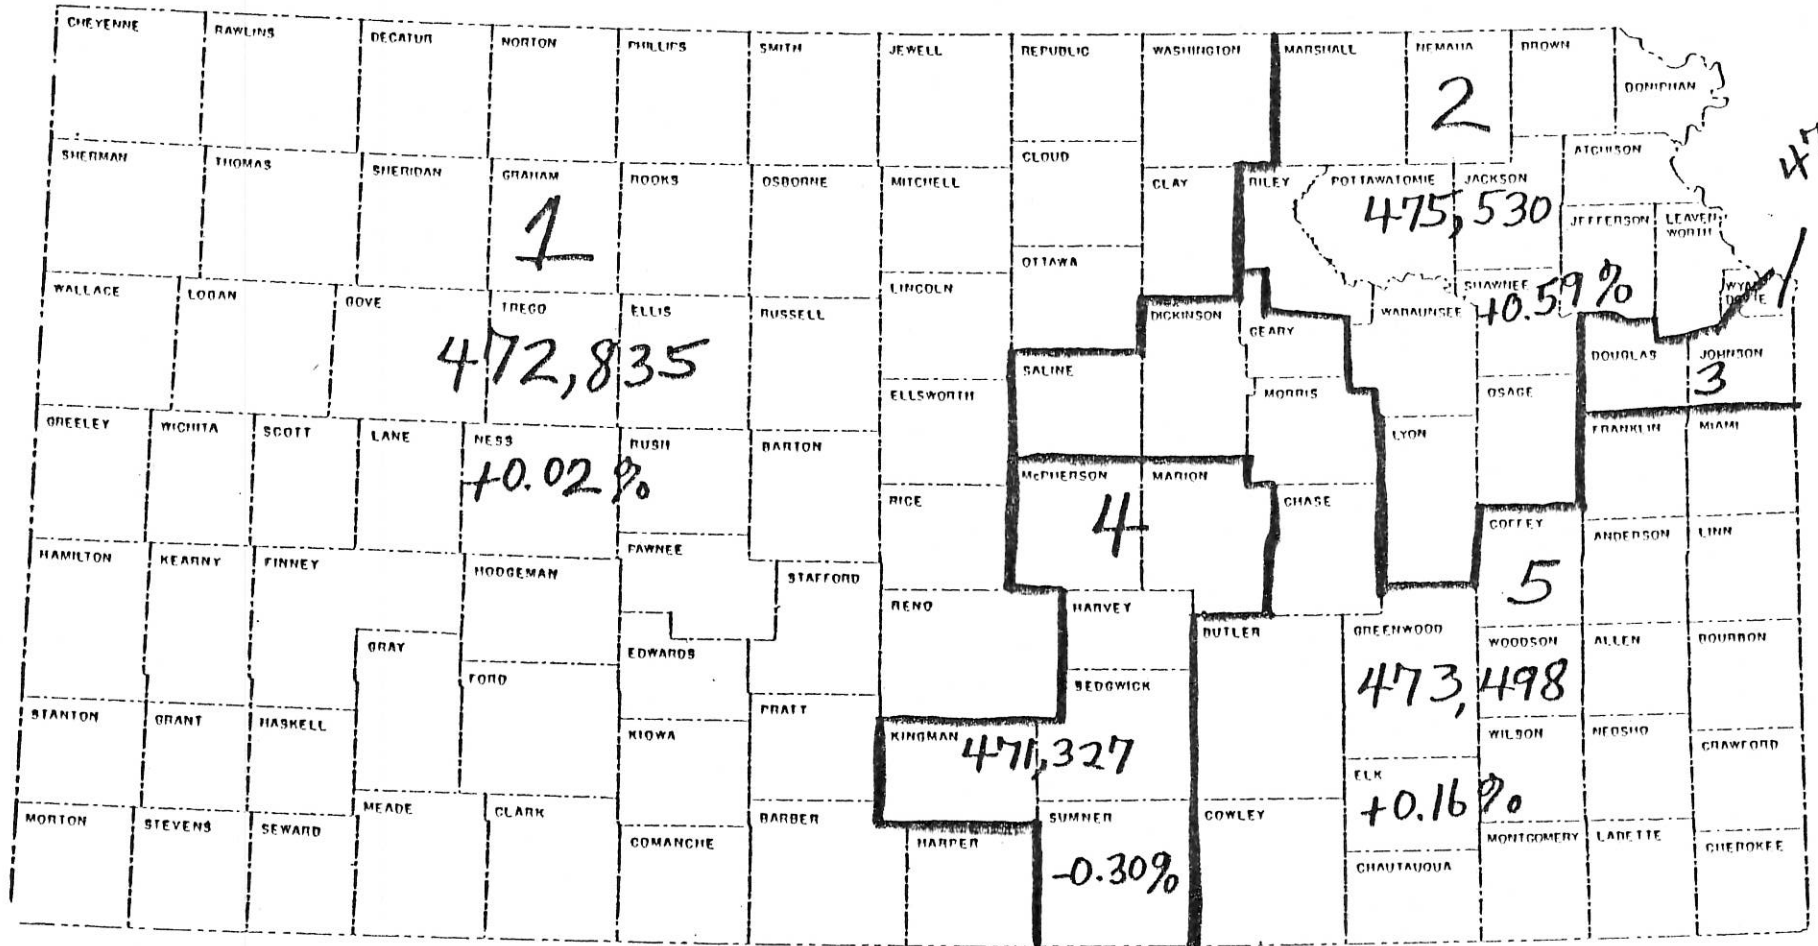 CHEYENNE RAWLINS DECATUR NORTON PHILLIPS SMITH JEWELL REPUBLIC WASHINGTON MARSHALL NEMAHA BROWN
DONIPHAN
2
SHERMAN THOMAS SHERIDAN GRAHAM ROOKS OSBORNE MITCHELL CLOUD CLAY RILEY POTTAWATOMIE JACKSON ATCHISON
1
475,530
JEFFERSON LEAVEN-
WORTH
OTTAWA
WALLACE LOGAN GOVE TREGO ELLIS RUSSELL LINCOLN DICKINSON GEARY WABAUNSEE SHAWNEE WYAN
DOTTE
+0.59%
472,835
SALINE DOUGLAS JOHNSON
3
ELLSWORTH MORRIS OSAGE
GREELEY WICHITA SCOTT LANE NESS RUSH BARTON LYON FRANKLIN MIAMI
+0.02%
McPHERSON MARION
RICE CHASE
4
COFFEY ANDERSON LINN
HAMILTON KEARNY FINNEY HODGEMAN PAWNEE STAFFORD
5
RENO HARVEY
GRAY EDWARDS BUTLER GREENWOOD WOODSON ALLEN BOURBON
FORD SEDGWICK
473,498
STANTON GRANT HASKELL KIOWA PRATT KINGMAN WILSON NEOSHO CRAWFORD
471,327
ELK
+0.16%
MORTON STEVENS SEWARD MEADE CLARK COMANCHE BARBER HARPER SUMNER COWLEY MONTGOMERY LABETTE CHEROKEE
-0.30%
CHAUTAUQUA